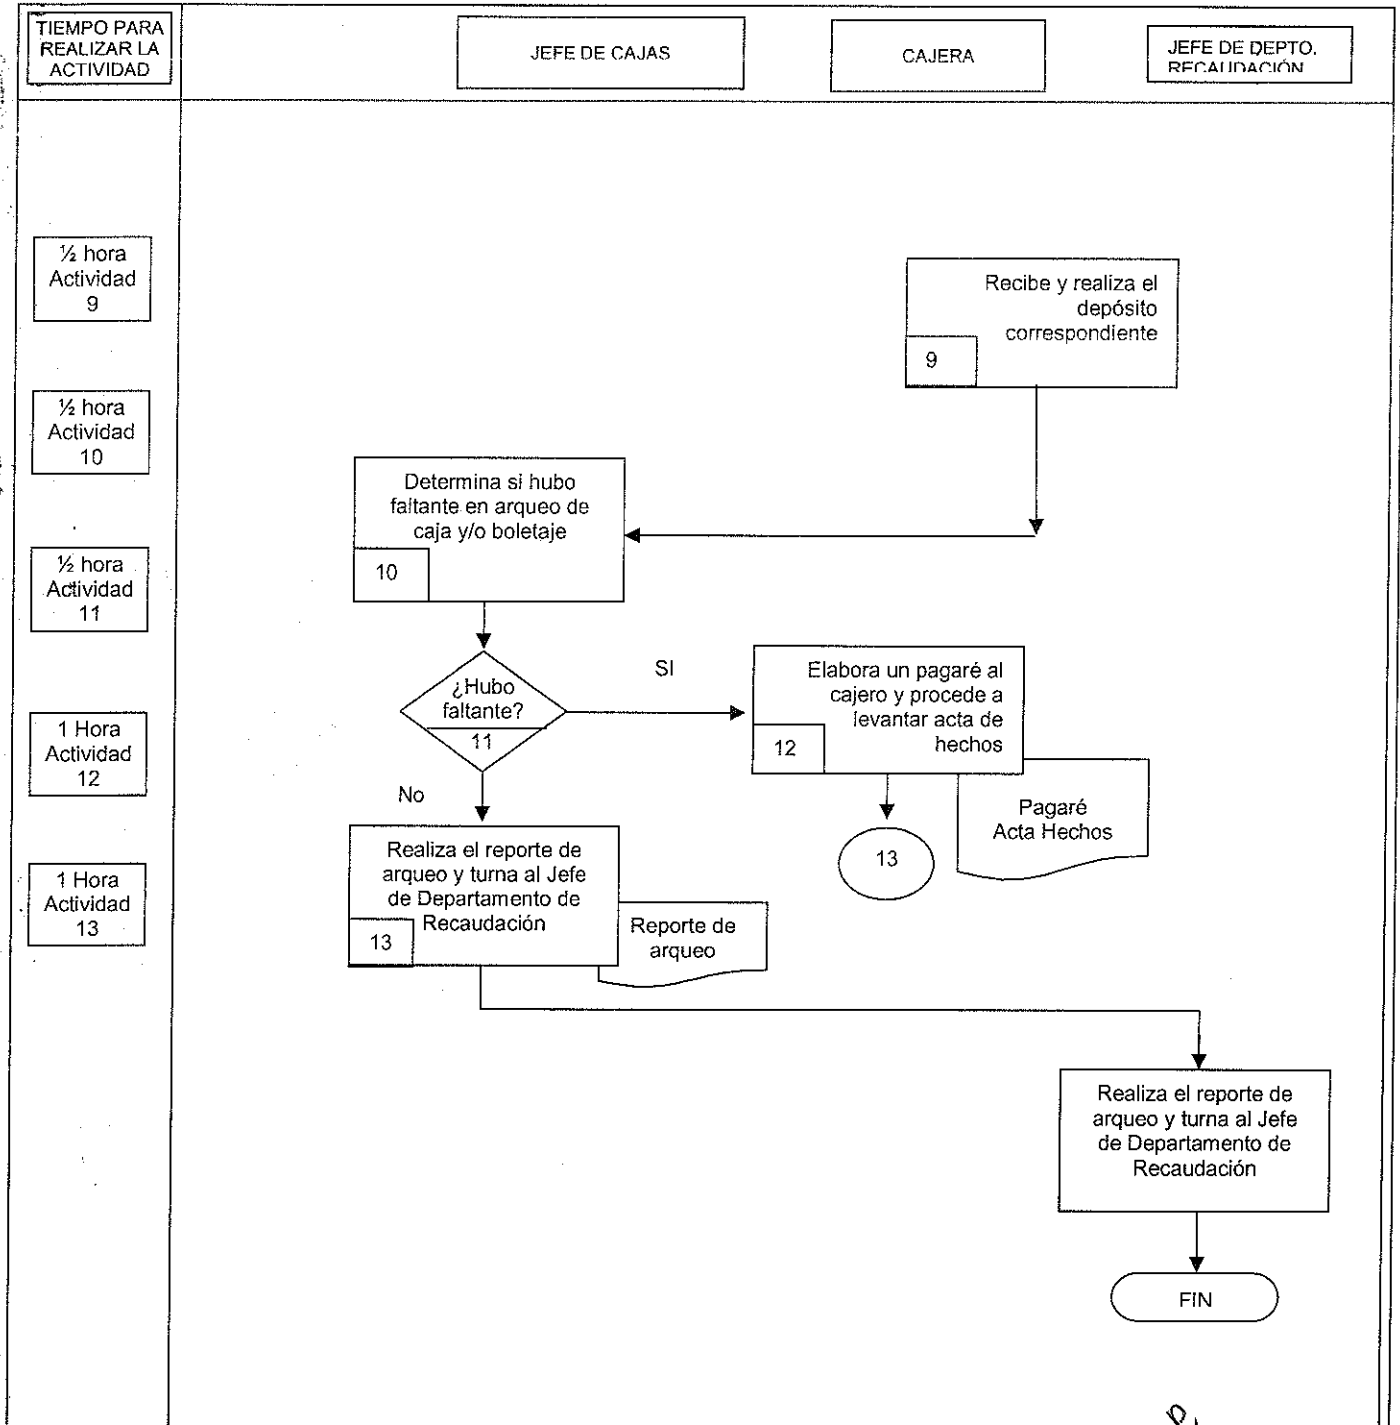 TIEMPO PARA
REALIZAR LA
ACTIVIDAD
JEFE DE CAJAS
CAJERA
JEFE DE DEPTO.
RECAUDACIÓN
½ hora
Actividad
9
Recibe y realiza el
depósito
correspondiente
9
½ hora
Actividad
10
Determina si hubo
faltante en arqueo de
caja y/o boletaje
10
½ hora
Actividad
11
¿Hubo
faltante?
11
SI
Elabora un pagaré al
cajero y procede a
levantar acta de
hechos
12
1 Hora
Actividad
12
Pagaré
Acta Hechos
No
13
Realiza el reporte de
arqueo y turna al Jefe
de Departamento de
Recaudación
13
1 Hora
Actividad
13
Reporte de
arqueo
Realiza el reporte de
arqueo y turna al Jefe
de Departamento de
Recaudación
FIN